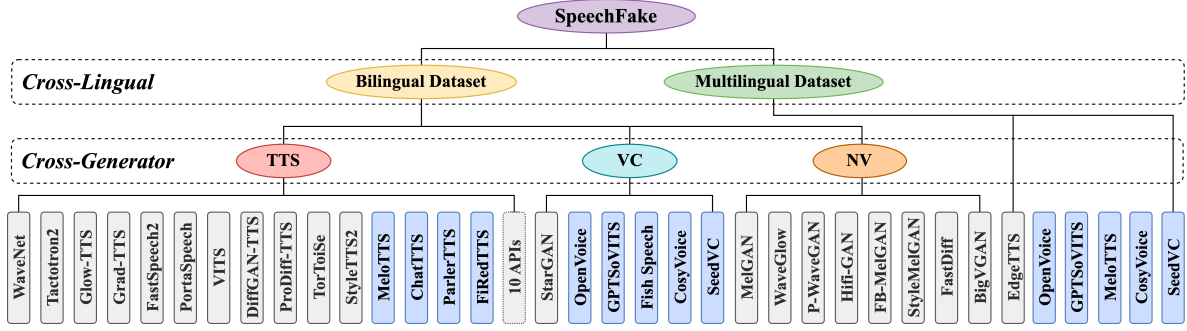 SpeechFake
Cross-Lingual
Bilingual Dataset
Multilingual Dataset
Cross-Generator
TTS
VC
NV
WaveNet
Tactotron2
Glow-TTS
Grad-TTS
FastSpeech2
PortaSpeech
VITS
DiffGAN-TTS
ProDiff-TTS
TorToiSe
StyleTTS2
MeloTTS
ChatTTS
ParlerTTS
FiRedTTS
10 APIs
StarGAN
OpenVoice
GPTSoVITS
Fish Speech
CosyVoice
SeedVC
MelGAN
WaveGlow
P-WaveGAN
Hifi-GAN
FB-MelGAN
StyleMelGAN
FastDiff
BigVGAN
EdgeTTS
OpenVoice
GPTSoVITS
MeloTTS
CosyVoice
SeedVC